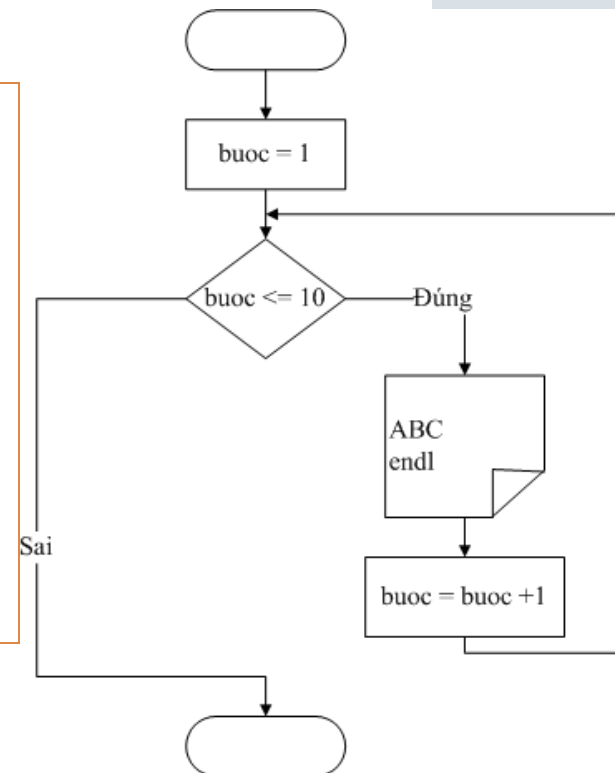 buoc = 1
buoc <= 10
Đúng
ABC
endl
Sai
buoc = buoc +1